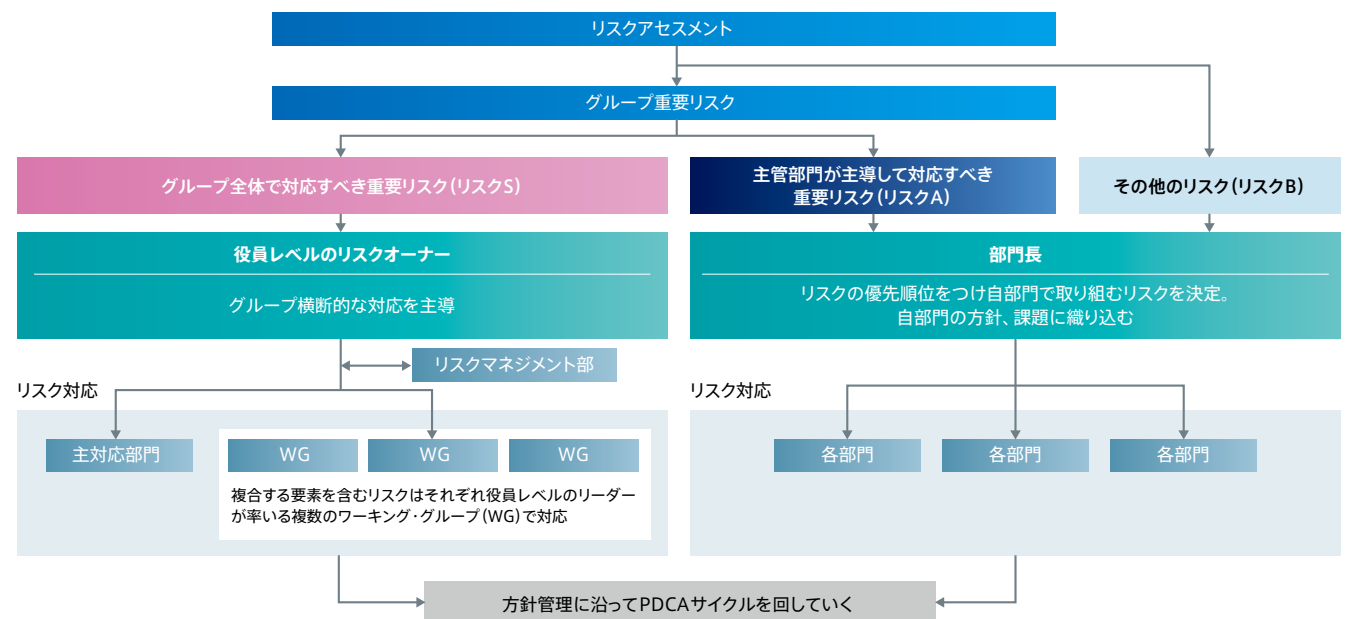 リスクアセスメント
グループ重要リスク
グループ全体で対応すべき重要リスク(リスクS)
主管部門が主導して対応すべき
重要リスク(リスクA)
その他のリスク(リスクB)
役員レベルのリスクオーナー
グループ横断的な対応を主導
部門長
リスクの優先順位をつけ自部門で取り組むリスクを決定。
自部門の方針、課題に織り込む
リスクマネジメント部
リスク対応
主対応部門
WG
WG
WG
複合する要素を含むリスクはそれぞれ役員レベルのリーダー
が率いる複数のワーキング・グループ(WG)で対応
リスク対応
各部門
各部門
各部門
方針管理に沿ってPDCAサイクルを回していく